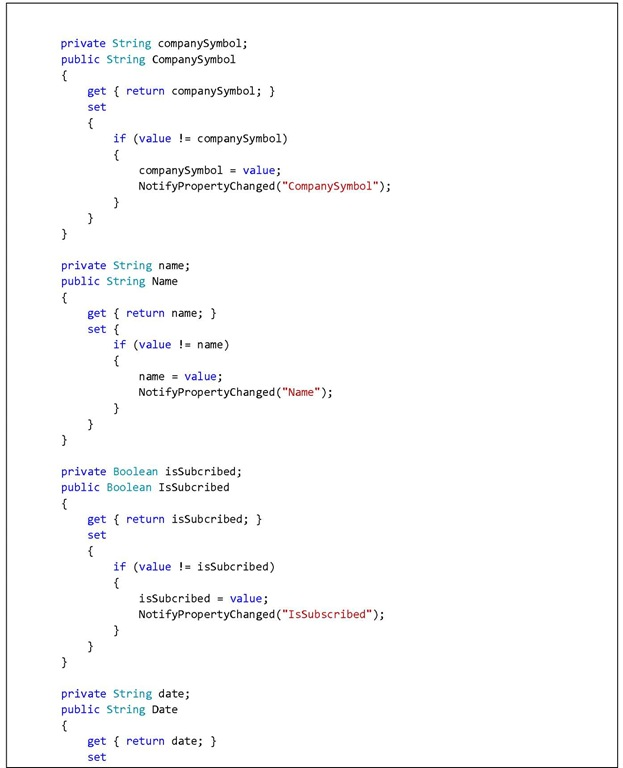 private String companySymbol;
public String CompanySymbol
{
get { return companySymbol; }
set
{
if (value != companySymbol)
{
companySymbol = value;
NotifyPropertyChanged("CompanySymbol");
}
}
}
private String name;
public String Name
{
get { return name; }
set {
if (value != name)
{
name = value;
NotifyPropertyChanged("Name");
}
}
}
private Boolean isSubcribed;
public Boolean IsSubcribed
{
get { return isSubcribed; }
set
{
if (value != isSubcribed)
{
isSubcribed = value;
NotifyPropertyChanged("IsSubscribed");
}
}
}
private String date;
public String Date
{
get { return date; }
set